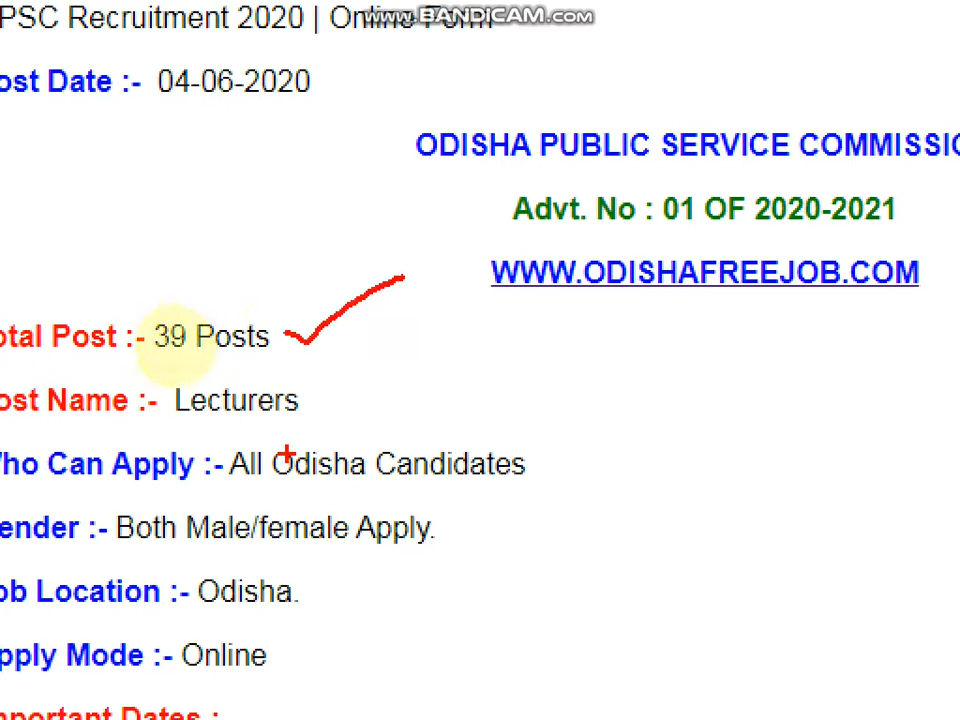 PSC Recruitment 2020 | Online Form
www.BANDICAM.com
ost Date :- 04-06-2020
ODISHA PUBLIC SERVICE COMMISSIO
Advt. No : 01 OF 2020-2021
WWW.ODISHAFREEJOB.COM
otal Post :- 39 Posts
ost Name :- Lecturers
ho Can Apply :- All Odisha Candidates
ender :- Both Male/female Apply.
ob Location :- Odisha.
pply Mode :- Online
mportant Dates :